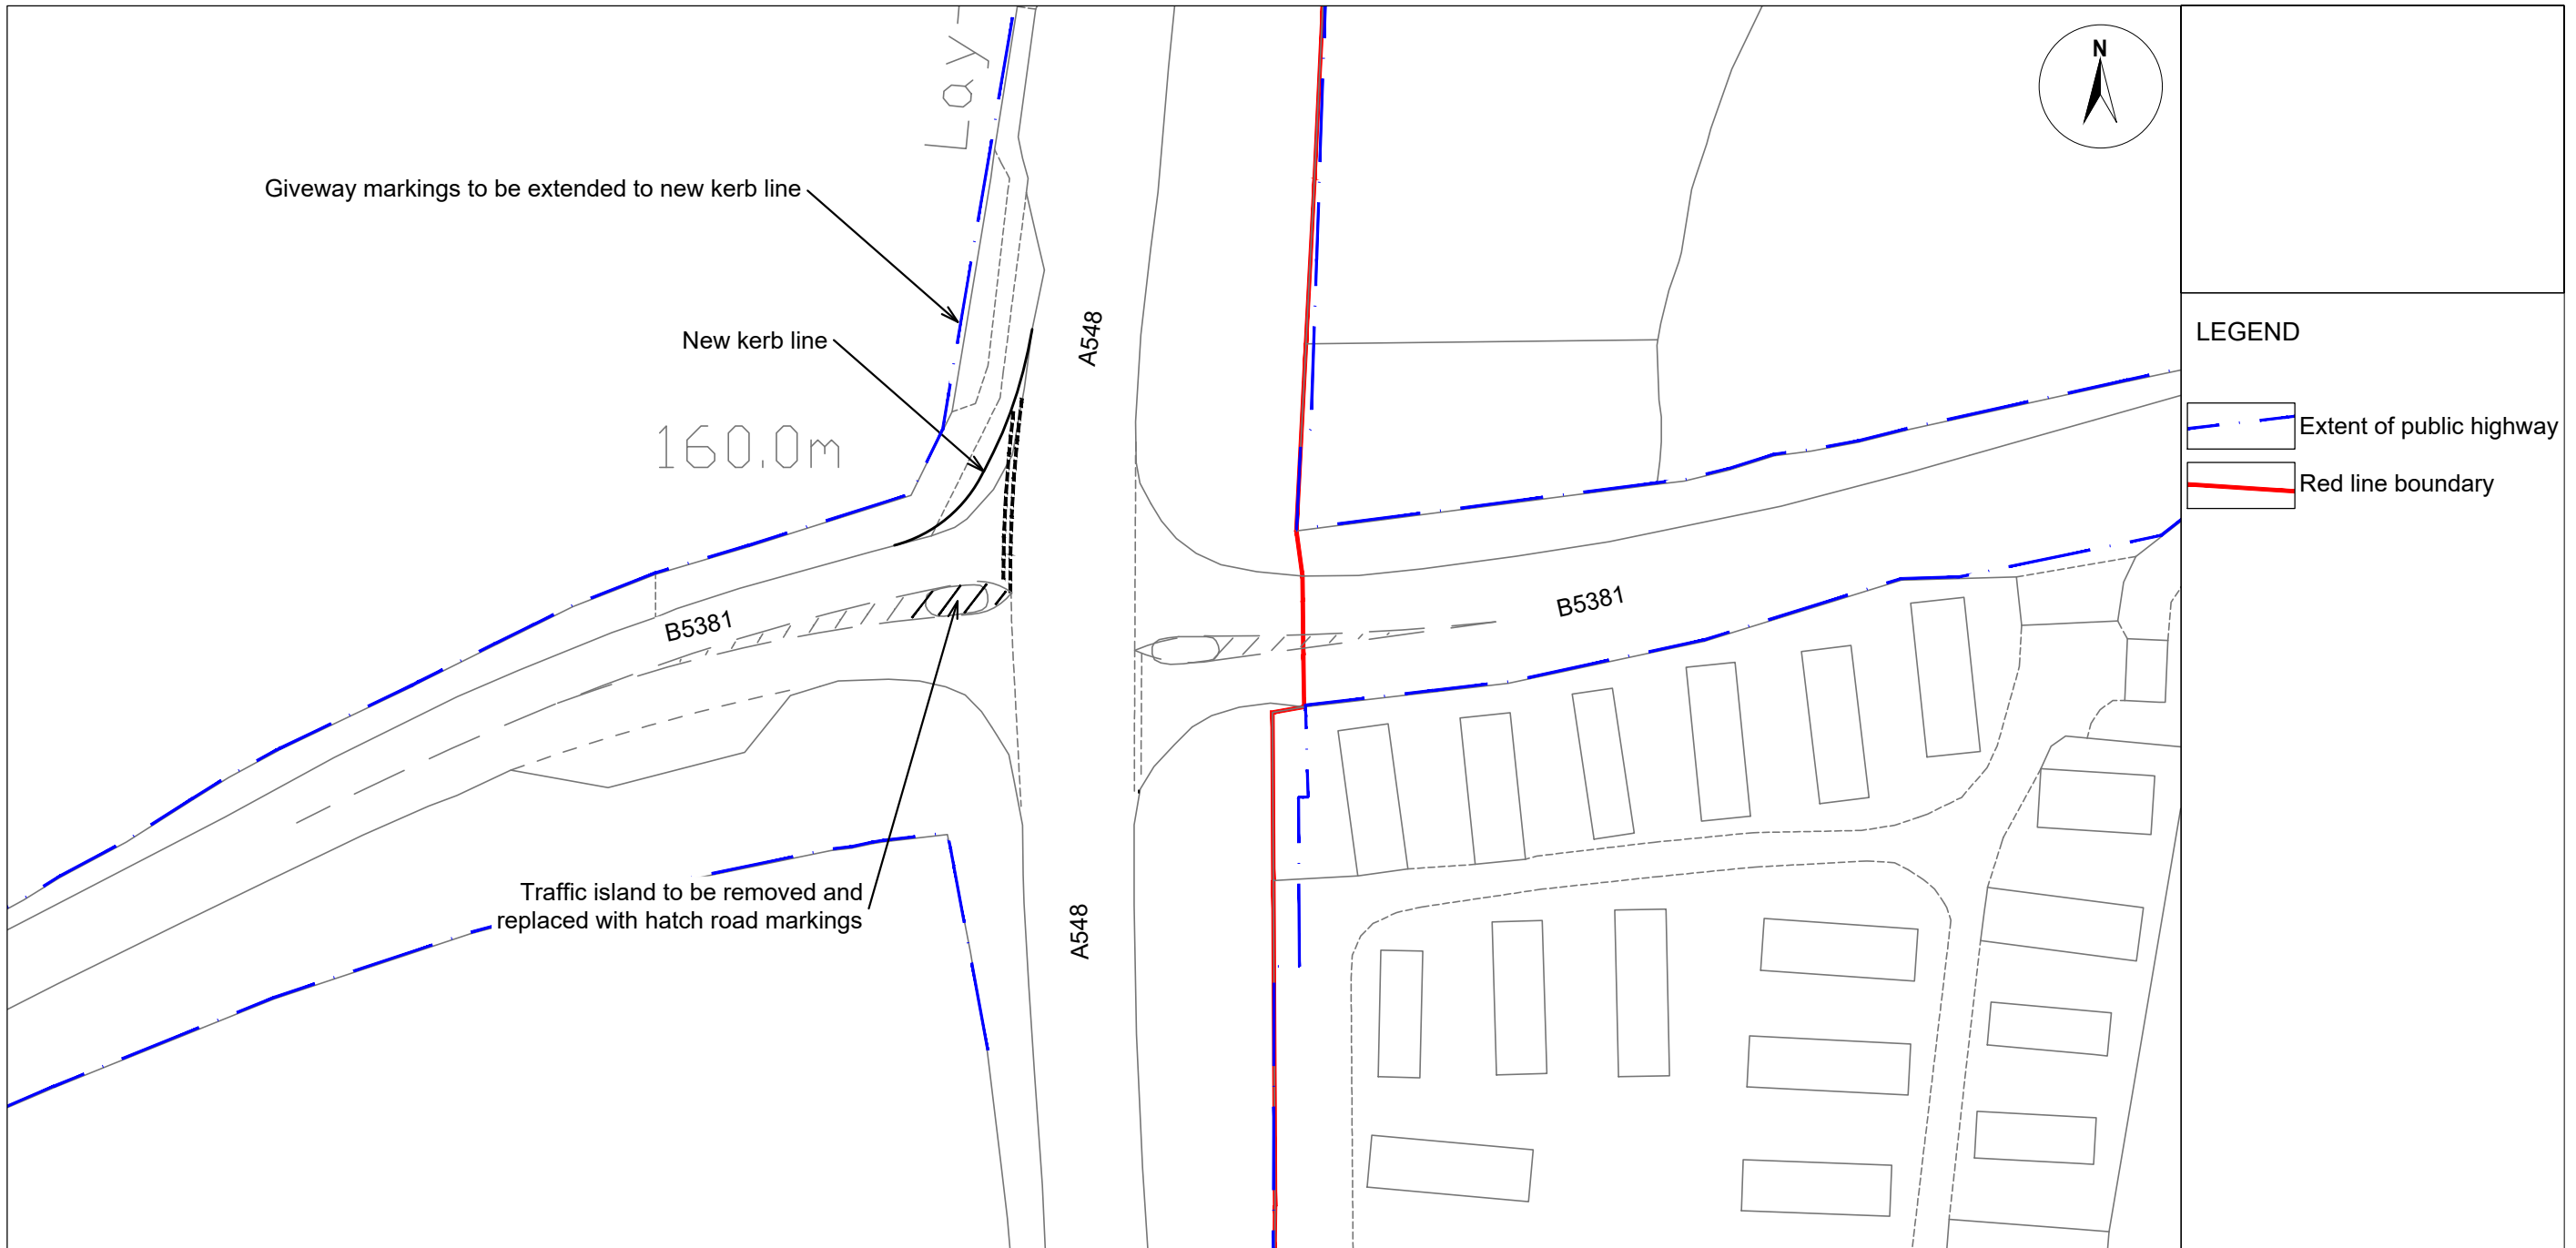 Lay
N
Giveway markings to be extended to new kerb line
New kerb line
A548
LEGEND
160.0m
Extent of public highway
Red line boundary
B5381
B5381
Traffic island to be removed and
replaced with hatch road markings
A548